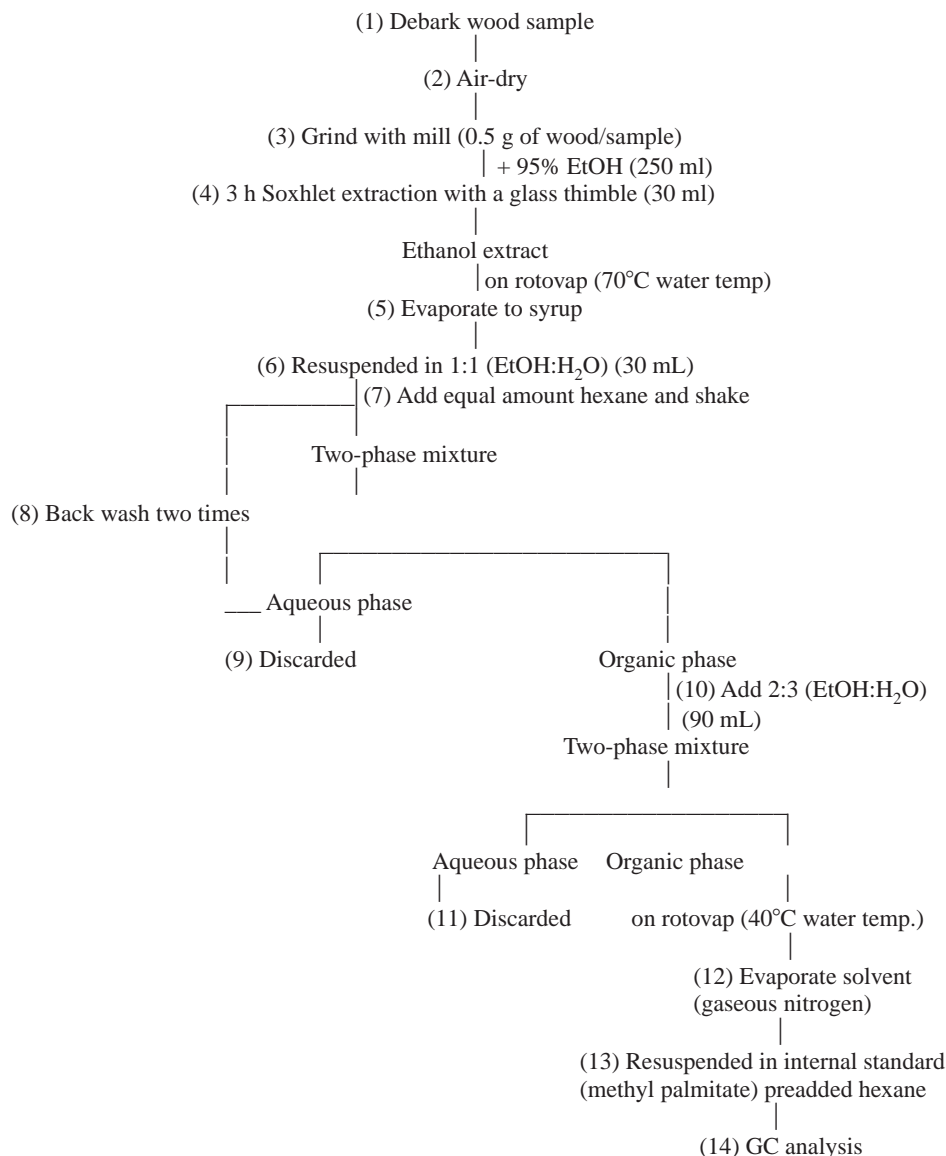 (1) Debark wood sample
(2) Air-dry
(3) Grind with mill (0.5 g of wood/sample)
+ 95% EtOH (250 ml)
(4) 3 h Soxhlet extraction with a glass thimble (30 ml)
Ethanol extract
on rotovap (70°C water temp)
(5) Evaporate to syrup
(6) Resuspended in 1:1 (EtOH:H₂O) (30 mL)
(7) Add equal amount hexane and shake
Two-phase mixture
(8) Back wash two times
Aqueous phase
(9) Discarded
Organic phase
(10) Add 2:3 (EtOH:H₂O)
(90 mL)
Two-phase mixture
Aqueous phase
Organic phase
(11) Discarded
on rotovap (40°C water temp.)
(12) Evaporate solvent
(gaseous nitrogen)
(13) Resuspended in internal standard
(methyl palmitate) preadded hexane
(14) GC analysis